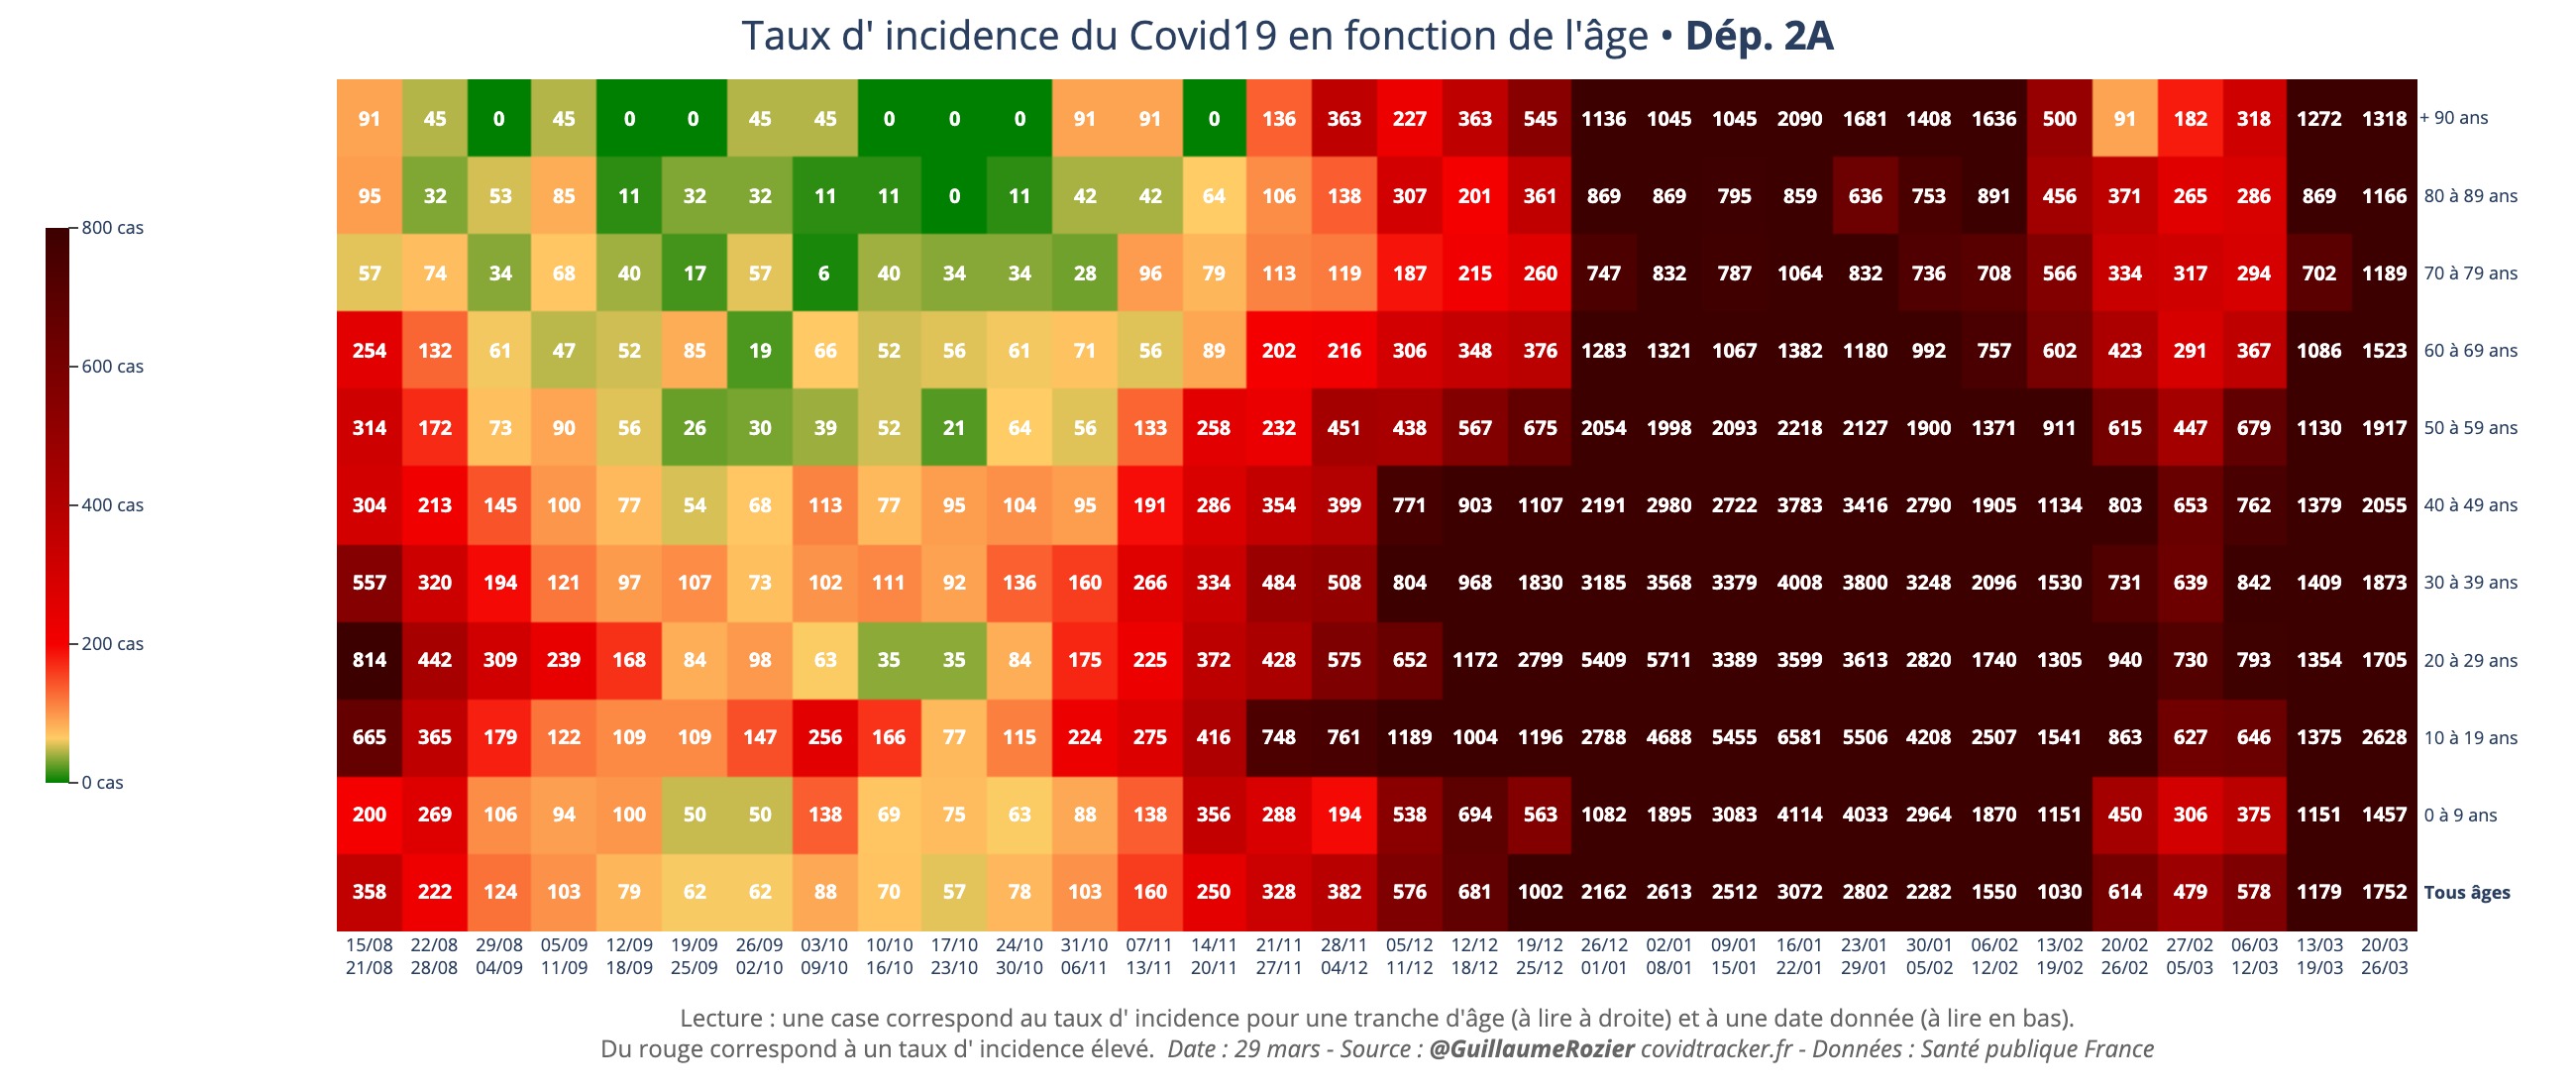 Taux d' incidence du Covid19 en fonction de l'âge • Dép. 2A
800 cas
600 cas
400 cas
200 cas
0 cas
91 45 0 45 0 0 45 45 0 0 0 91 91 0 136 363 227 363 545 1136 1045 1045 2090 1681 1408 1636 500 91 182 318 1272 1318 + 90 ans
95 32 53 85 11 32 32 11 11 0 11 42 42 64 106 138 307 201 361 869 869 795 859 636 753 891 456 371 265 286 869 1166 80 à 89 ans
57 74 34 68 40 17 57 6 40 34 34 28 96 79 113 119 187 215 260 747 832 787 1064 832 736 708 566 334 317 294 702 1189 70 à 79 ans
254 132 61 47 52 85 19 66 52 56 61 71 56 89 202 216 306 348 376 1283 1321 1067 1382 1180 992 757 602 423 291 367 1086 1523 60 à 69 ans
314 172 73 90 56 26 30 39 52 21 64 56 133 258 232 451 438 567 675 2054 1998 2093 2218 2127 1900 1371 911 615 447 679 1130 1917 50 à 59 ans
304 213 145 100 77 54 68 113 77 95 104 95 191 286 354 399 771 903 1107 2191 2980 2722 3783 3416 2790 1905 1134 803 653 762 1379 2055 40 à 49 ans
557 320 194 121 97 107 73 102 111 92 136 160 266 334 484 508 804 968 1830 3185 3568 3379 4008 3800 3248 2096 1530 731 639 842 1409 1873 30 à 39 ans
814 442 309 239 168 84 98 63 35 35 84 175 225 372 428 575 652 1172 2799 5409 5711 3389 3599 3613 2820 1740 1305 940 730 793 1354 1705 20 à 29 ans
665 365 179 122 109 109 147 256 166 77 115 224 275 416 748 761 1189 1004 1196 2788 4688 5455 6581 5506 4208 2507 1541 863 627 646 1375 2628 10 à 19 ans
200 269 106 94 100 50 50 138 69 75 63 88 138 356 288 194 538 694 563 1082 1895 3083 4114 4033 2964 1870 1151 450 306 375 1151 1457 0 à 9 ans
358 222 124 103 79 62 62 88 70 57 78 103 160 250 328 382 576 681 1002 2162 2613 2512 3072 2802 2282 1550 1030 614 479 578 1179 1752 Tous âges
15/08 22/08 29/08 05/09 12/09 19/09 26/09 03/10 10/10 17/10 24/10 31/10 07/11 14/11 21/11 28/11 05/12 12/12 19/12 26/12 02/01 09/01 16/01 23/01 30/01 06/02 13/02 20/02 27/02 06/03 13/03 20/03
21/08 28/08 04/09 11/09 18/09 25/09 02/10 09/10 16/10 23/10 30/10 06/11 13/11 20/11 27/11 04/12 11/12 18/12 25/12 01/01 08/01 15/01 22/01 29/01 05/02 12/02 19/02 26/02 05/03 12/03 19/03 26/03
Lecture : une case correspond au taux d' incidence pour une tranche d'âge (à lire à droite) et à une date donnée (à lire en bas).
Du rouge correspond à un taux d' incidence élevé. Date : 29 mars - Source : @GuillaumeRozier covidtracker.fr - Données : Santé publique France